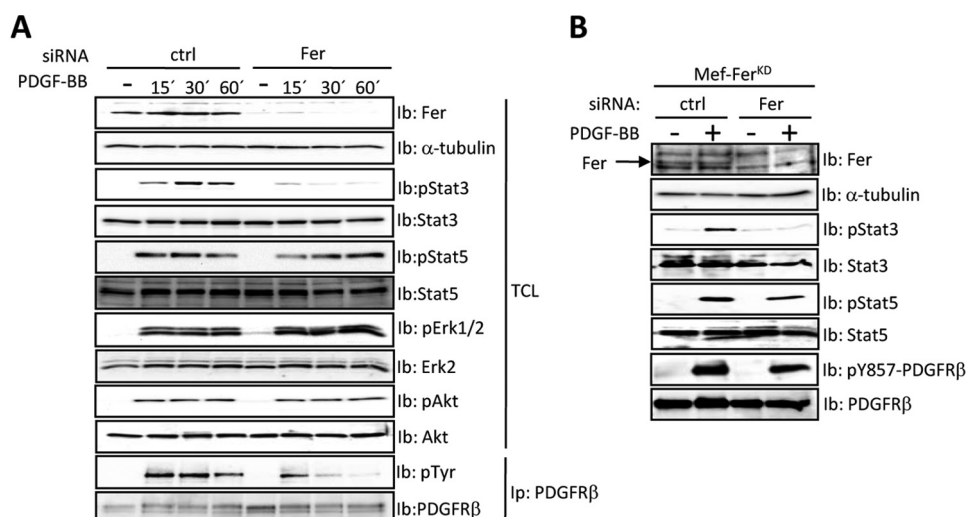 A
siRNA ctrl Fer
PDGF-BB – 15´ 30´ 60´ – 15´ 30´ 60´
Ib: Fer
Ib: α-tubulin
Ib:pStat3
Ib:Stat3
Ib:pStat5
Ib:Stat5
Ib: pErk1/2
Ib: Erk2
Ib: pAkt
Ib: Akt
TCL
Ib: pTyr
Ib:PDGFRβ
Ip: PDGFRβ
B
Mef-Fer^KD
siRNA: ctrl Fer
PDGF-BB - + - +
Fer Ib: Fer
Ib: α-tubulin
Ib: pStat3
Ib: Stat3
Ib: pStat5
Ib: Stat5
Ib: pY857-PDGFRβ
Ib: PDGFRβ